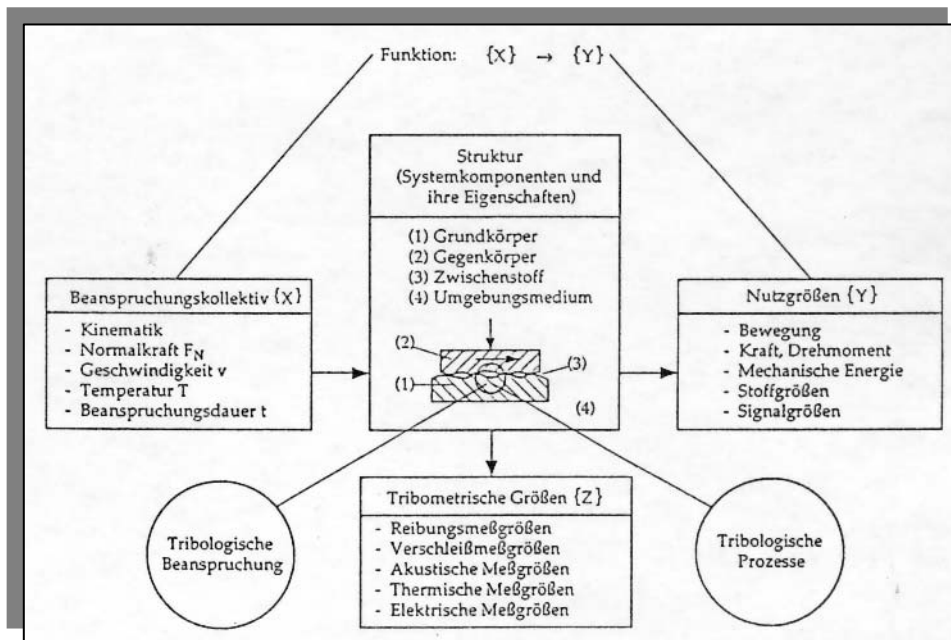 Funktion: {X} → {Y}
Struktur
(Systemkomponenten und
ihre Eigenschaften)
(1) Grundkörper
(2) Gegenkörper
(3) Zwischenstoff
(4) Umgebungsmedium
(2)
(3)
(1)
(4)
Beanspruchungskollektiv {X}
- Kinematik
- Normalkraft FN
- Geschwindigkeit v
- Temperatur T
- Beanspruchungsdauer t
Nutzgrößen {Y}
- Bewegung
- Kraft, Drehmoment
- Mechanische Energie
- Stoffgrößen
- Signalgrößen
Tribologische
Beanspruchung
Tribometrische Größen {Z}
- Reibungsmeßgrößen
- Verschleißmeßgrößen
- Akustische Meßgrößen
- Thermische Meßgrößen
- Elektrische Meßgrößen
Tribologische
Prozesse